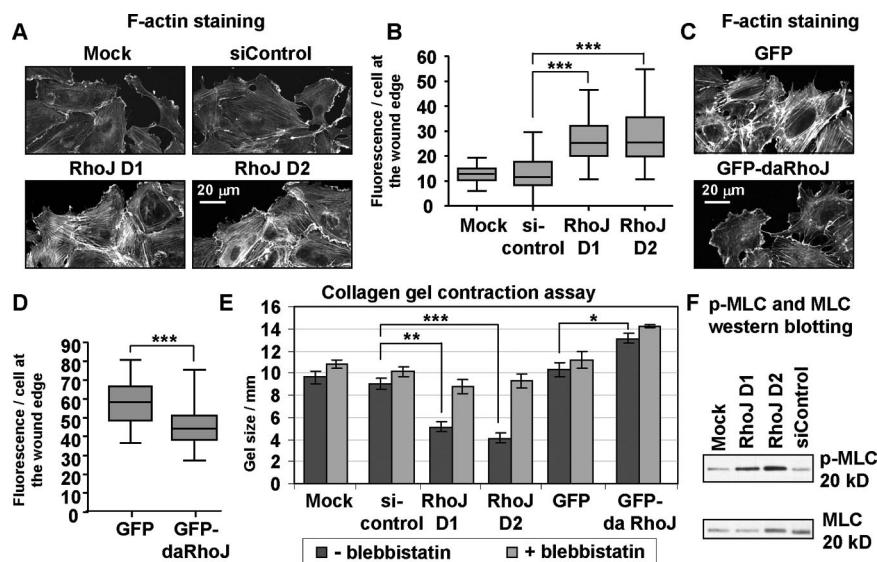 F-actin staining
A
Mock
siControl
RhoJ D1
RhoJ D2
20 µm
B
Fluorescence / cell at
the wound edge
60
50
40
30
20
10
0
***
***
Mock
si-
control
RhoJ
D1
RhoJ
D2
C
F-actin staining
GFP
GFP-daRhoJ
20 µm
D
Fluorescence / cell at
the wound edge
90
80
70
60
50
40
30
20
10
0
***
GFP
GFP-
daRhoJ
E
Collagen gel contraction assay
Gel size / mm
16
14
12
10
8
6
4
2
0
**
***
*
Mock
si-
control
RhoJ
D1
RhoJ
D2
GFP
GFP-
da RhoJ
- blebbistatin
+ blebbistatin
F
p-MLC and MLC
western blotting
Mock
RhoJ D1
RhoJ D2
siControl
p-MLC
20 kD
MLC
20 kD